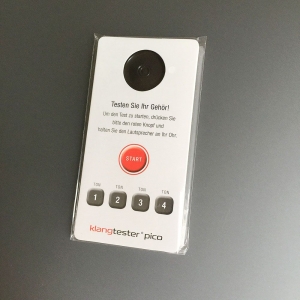 Testen Sie Ihr Gehör!
Um den Test zu starten, drücken Sie
bitte den roten Knopf und
halten Sie den Lautsprecher an Ihr Ohr.
START
TON TON TON TON
1 2 3 4
klangtester pico